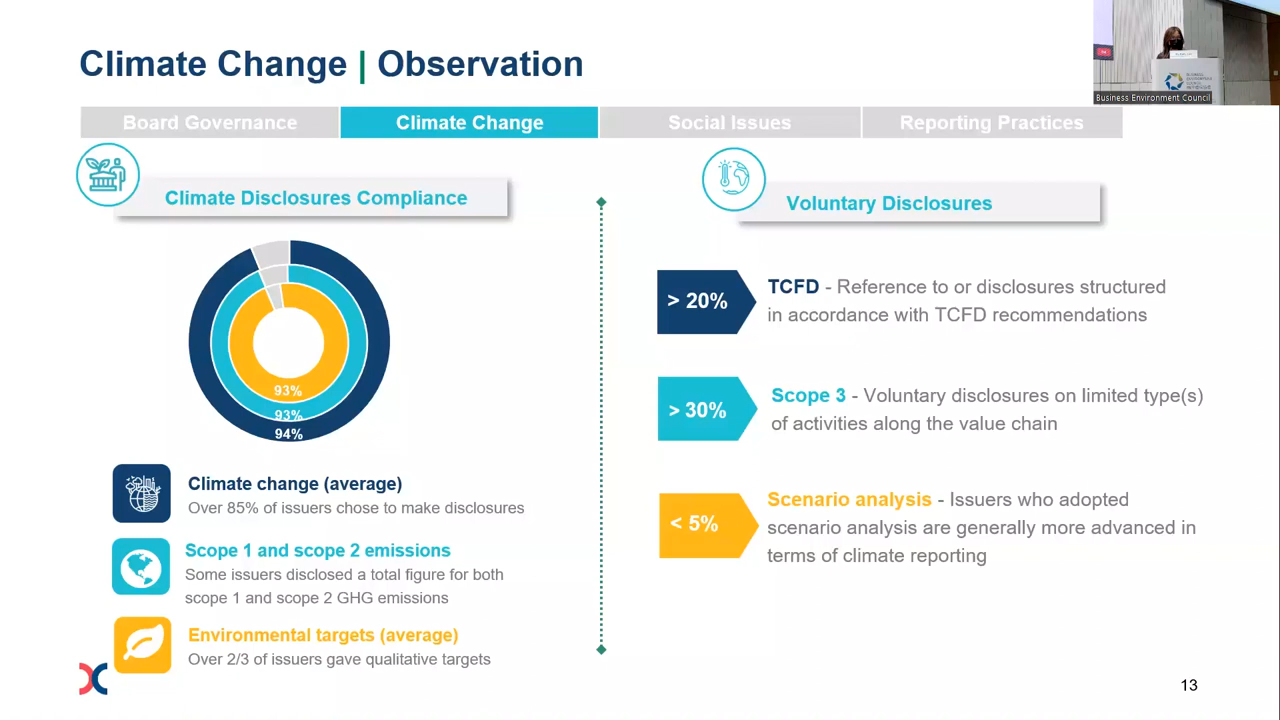 Climate Change | Observation
Business Environment Council
Board Governance
Climate Change
Social Issues
Reporting Practices
Climate Disclosures Compliance
93%
93%
94%
Climate change (average)
Over 85% of issuers chose to make disclosures
Scope 1 and scope 2 emissions
Some issuers disclosed a total figure for both
scope 1 and scope 2 GHG emissions
Environmental targets (average)
Over 2/3 of issuers gave qualitative targets
Voluntary Disclosures
> 20%
TCFD - Reference to or disclosures structured
in accordance with TCFD recommendations
> 30%
Scope 3 - Voluntary disclosures on limited type(s)
of activities along the value chain
< 5%
Scenario analysis - Issuers who adopted
scenario analysis are generally more advanced in
terms of climate reporting
13